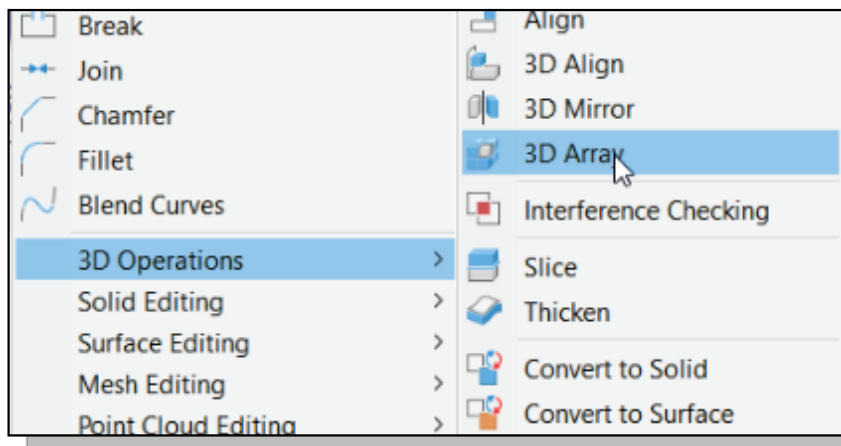 Break
Join
Chamfer
Fillet
Blend Curves
3D Operations
Solid Editing
Surface Editing
Mesh Editing
Point Cloud Editing
Align
3D Align
3D Mirror
3D Array
Interference Checking
Slice
Thicken
Convert to Solid
Convert to Surface